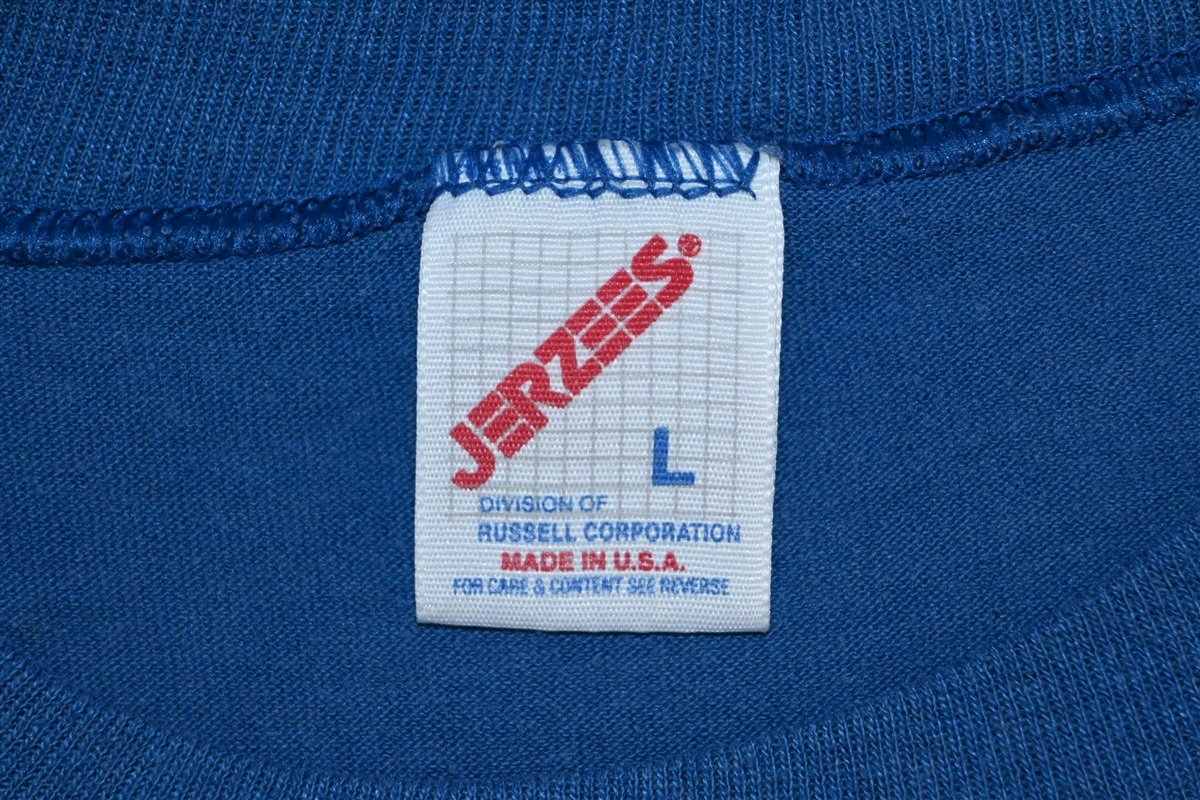 JERZEES®
L
DIVISION OF
RUSSELL CORPORATION
MADE IN U.S.A.
FOR CARE & CONTENT SEE REVERSE